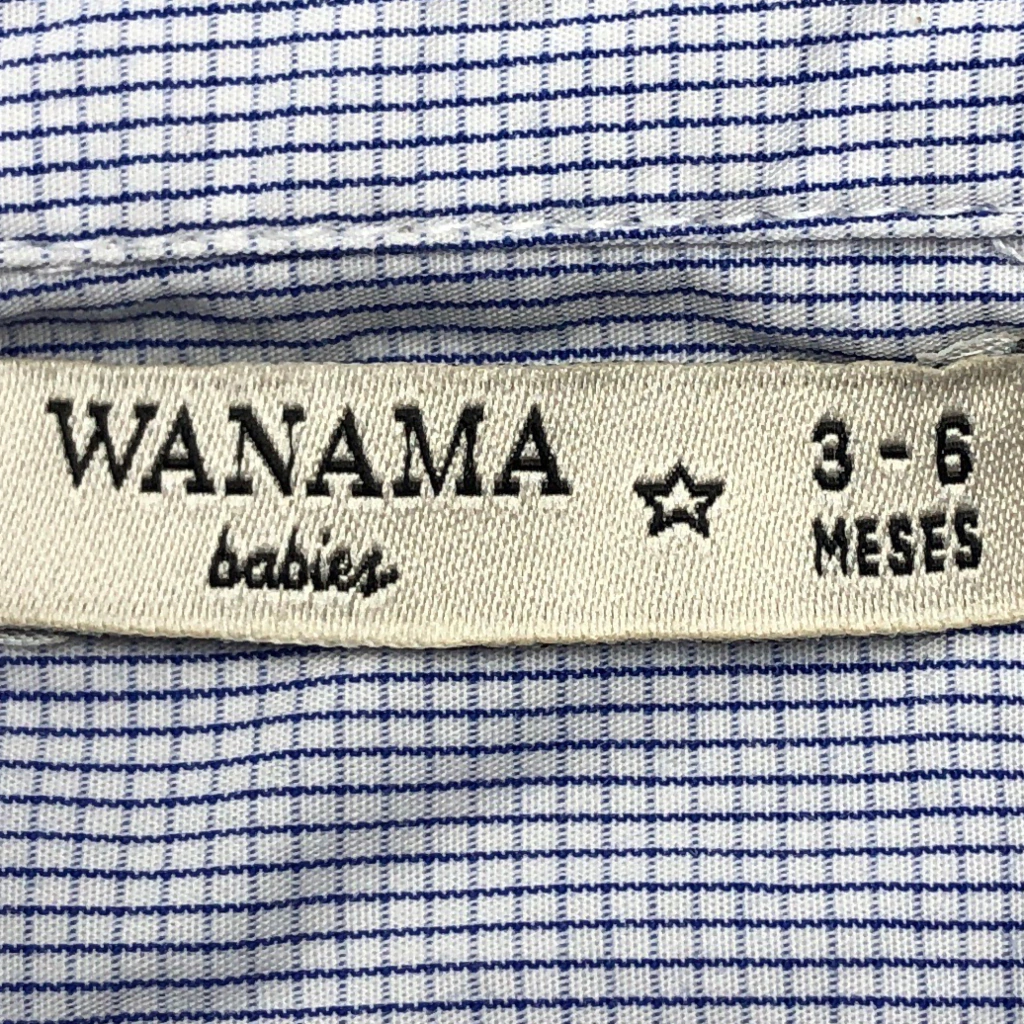 WANAMA
babies
3 - 6
MESES